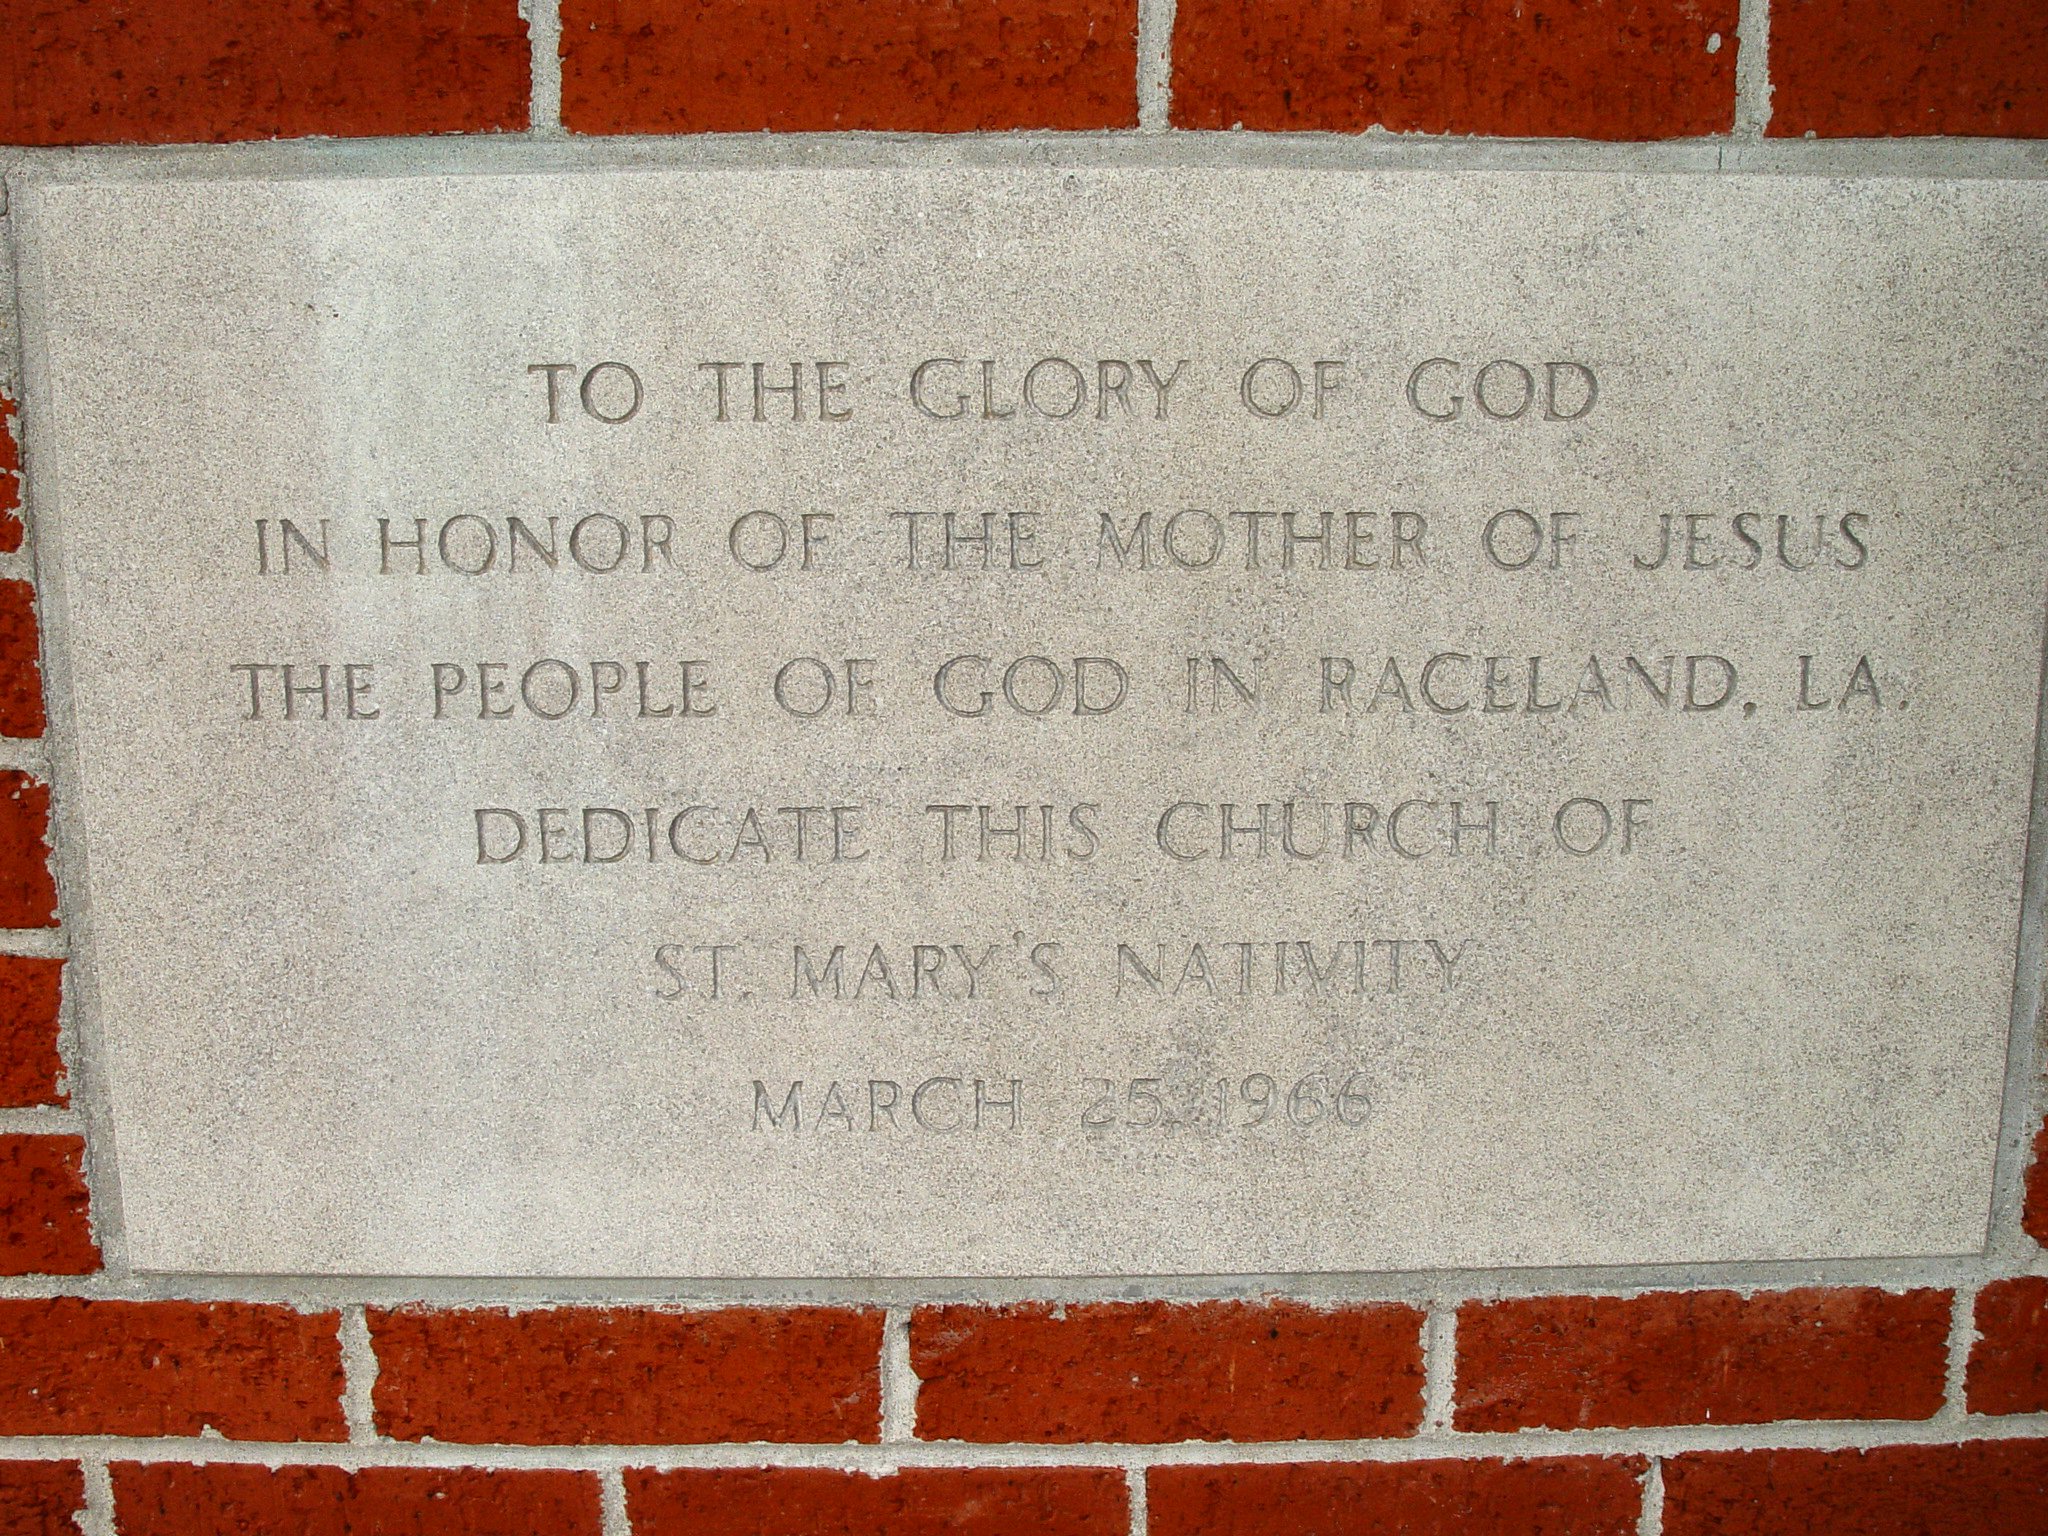 TO THE GLORY OF GOD
IN HONOR OF THE MOTHER OF JESUS
THE PEOPLE OF GOD IN RACELAND, LA.
DEDICATE THIS CHURCH OF
ST. MARY'S NATIVITY
MARCH 25, 1966